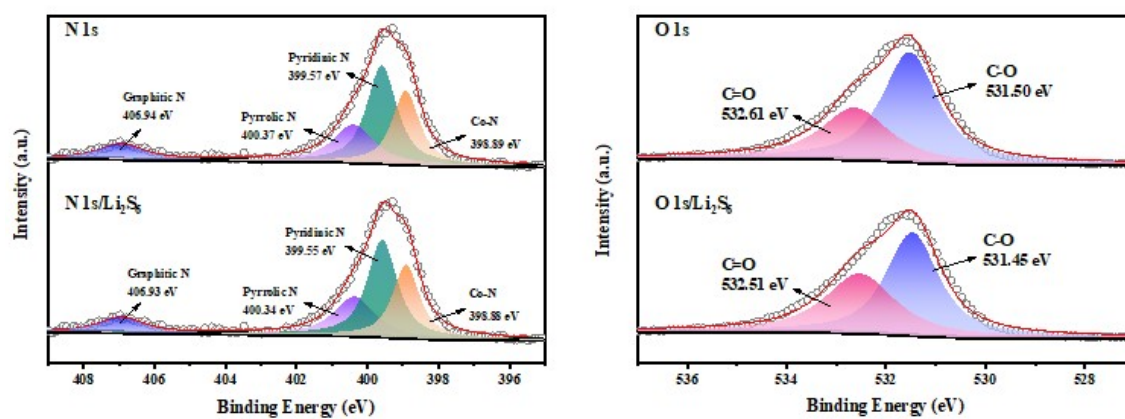 N 1s
Pyridinic N
399.57 eV
Graphitic N
406.94 eV
Pyrrolic N
400.37 eV
Co-N
398.89 eV
N 1s/Li₂S₆
Pyridinic N
399.55 eV
Graphitic N
406.93 eV
Pyrrolic N
400.34 eV
Co-N
398.88 eV
Intensity (a.u.)
408 406 404 402 400 398 396
Binding Energy (eV)
O 1s
C=O
532.61 eV
C-O
531.50 eV
O 1s/Li₂S₆
C=O
532.51 eV
C-O
531.45 eV
Intensity (a.u.)
536 534 532 530 528
Binding Energy (eV)